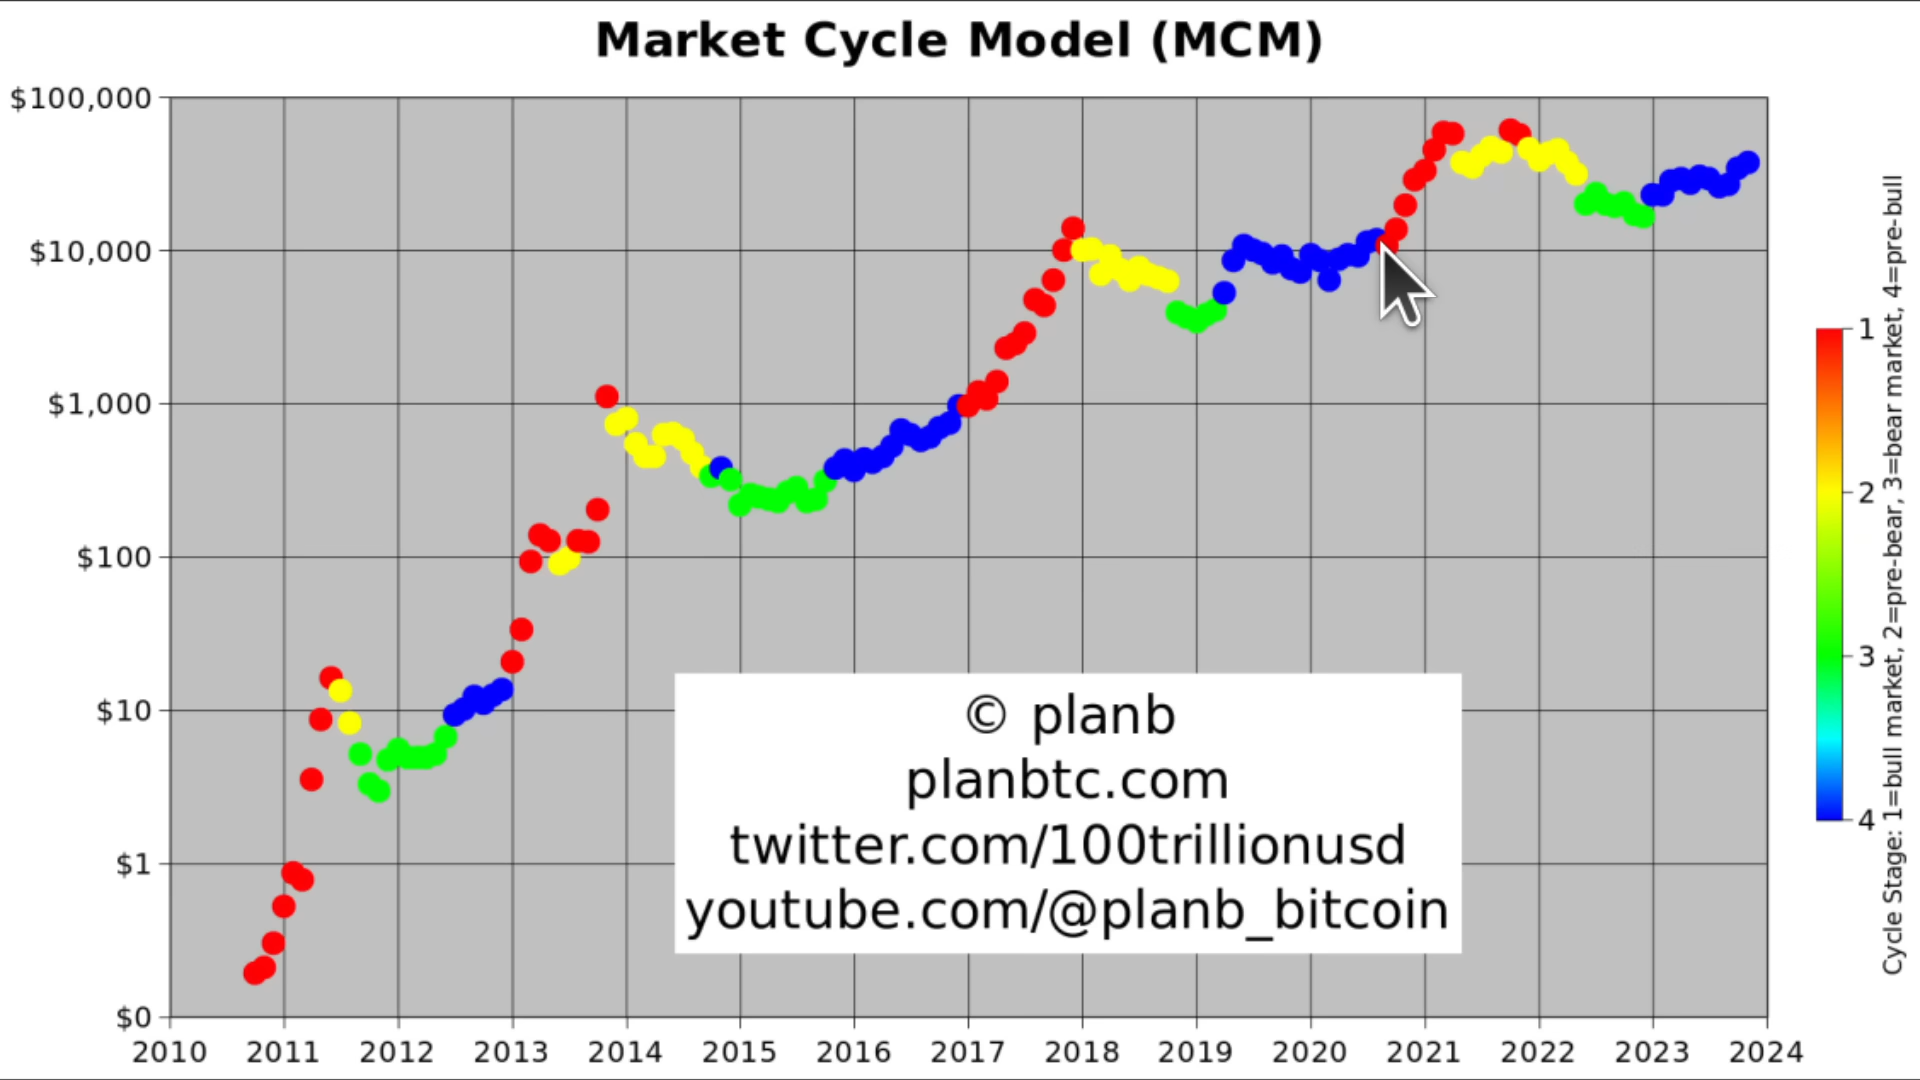 Market Cycle Model (MCM)
$100,000
$10,000
$1,000
$100
$10
$1
$0
2010 2011 2012 2013 2014 2015 2016 2017 2018 2019 2020 2021 2022 2023 2024
© planb
planbtc.com
twitter.com/100trillionusd
youtube.com/@planb_bitcoin
1
2
3
4
Cycle Stage: 1=bull market, 2=pre-bear, 3=bear market, 4=pre-bull